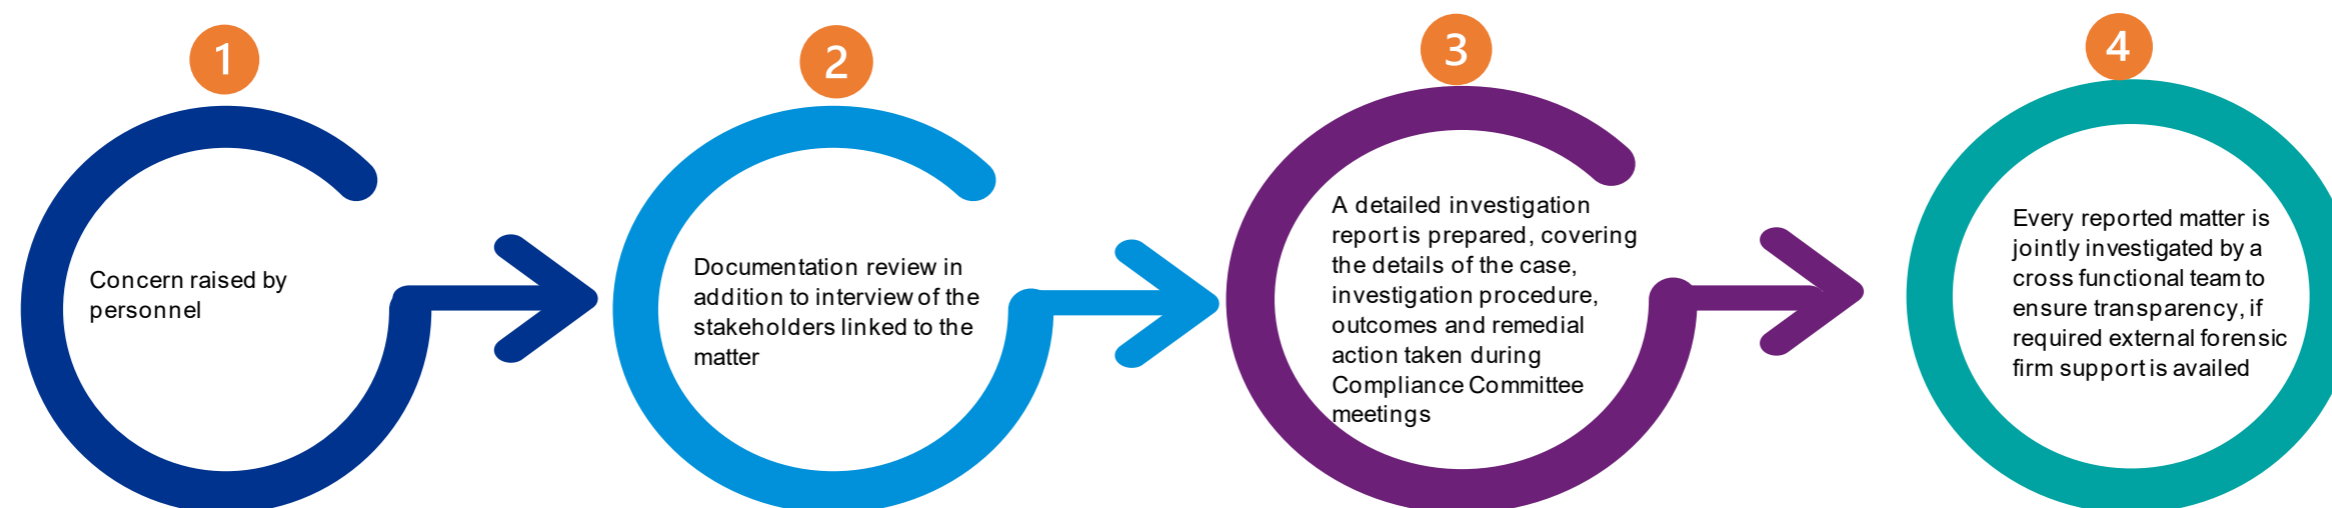 1
Concern raised by
personnel
2
Documentation review in
addition to interview of the
stakeholders linked to the
matter
3
A detailed investigation
report is prepared, covering
the details of the case,
investigation procedure,
outcomes and remedial
action taken during
Compliance Committee
meetings
4
Every reported matter is
jointly investigated by a
cross functional team to
ensure transparency, if
required external forensic
firm support is availed